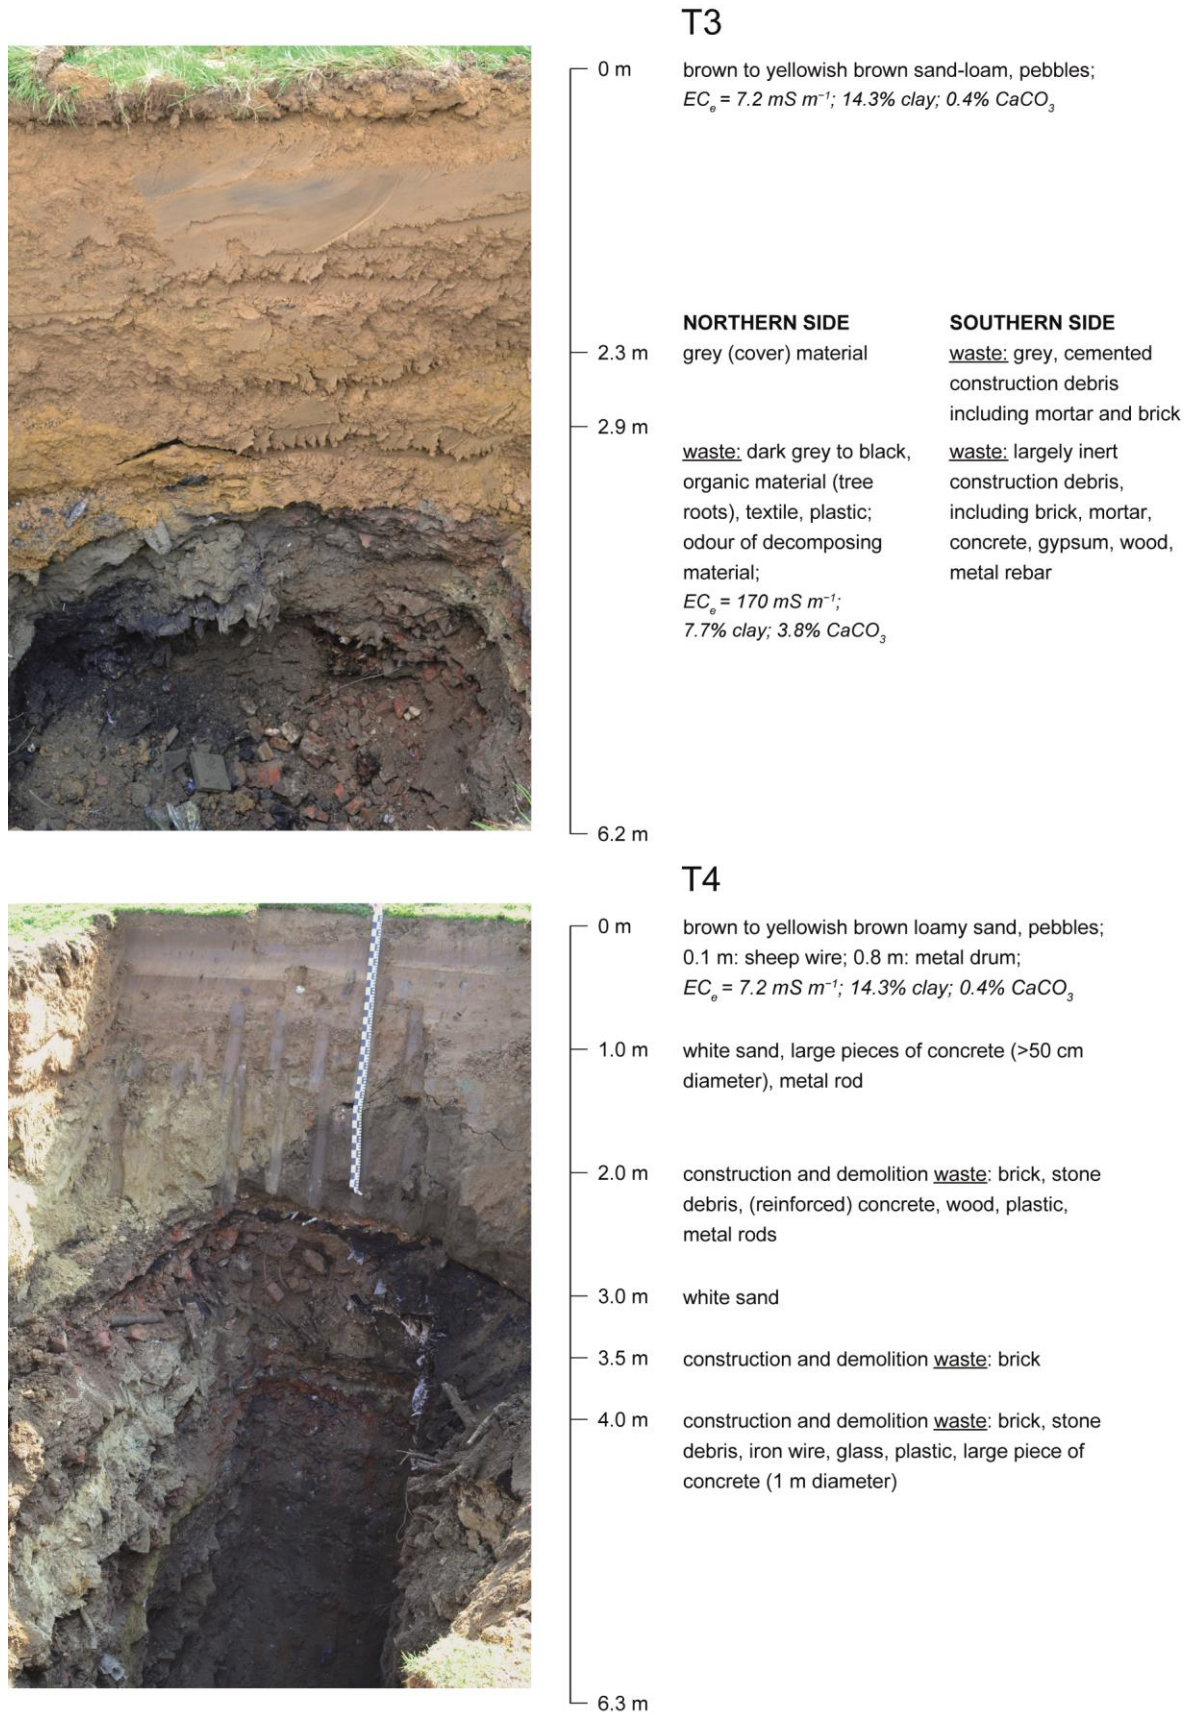 T3
0 m
brown to yellowish brown sand-loam, pebbles;
ECe = 7.2 mS m⁻¹; 14.3% clay; 0.4% CaCO3
NORTHERN SIDE
SOUTHERN SIDE
2.3 m
grey (cover) material
waste: grey, cemented
construction debris
including mortar and brick
2.9 m
waste: dark grey to black,
organic material (tree
roots), textile, plastic;
odour of decomposing
material;
ECe = 170 mS m⁻¹;
7.7% clay; 3.8% CaCO3
waste: largely inert
construction debris,
including brick, mortar,
concrete, gypsum, wood,
metal rebar
6.2 m
T4
0 m
brown to yellowish brown loamy sand, pebbles;
0.1 m: sheep wire; 0.8 m: metal drum;
ECe = 7.2 mS m⁻¹; 14.3% clay; 0.4% CaCO3
1.0 m
white sand, large pieces of concrete (>50 cm
diameter), metal rod
2.0 m
construction and demolition waste: brick, stone
debris, (reinforced) concrete, wood, plastic,
metal rods
3.0 m
white sand
3.5 m
construction and demolition waste: brick
4.0 m
construction and demolition waste: brick, stone
debris, iron wire, glass, plastic, large piece of
concrete (1 m diameter)
6.3 m